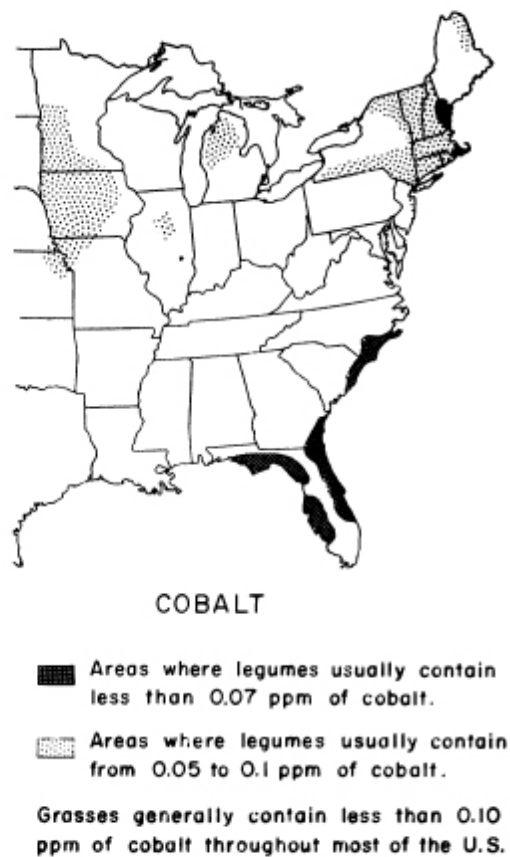 COBALT
Areas where legumes usually contain
less than 0.07 ppm of cobalt.
Areas where legumes usually contain
from 0.05 to 0.1 ppm of cobalt.
Grasses generally contain less than 0.10
ppm of cobalt throughout most of the U.S.